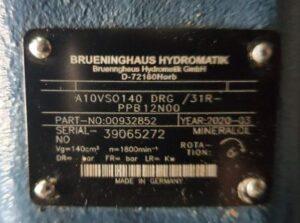 BRUENINGHAUS HYDROMATIK
Brueninghaus Hydromatik GmbH
D-72160Horb
A10VSO140 DRG /31R-
PPB12N00
PART-NO:00932852 YEAR:2020-03
SERIAL-NO 39065272 MINERALOEL
Vg=140cm³ n=1800min⁻¹ ROTA-TION:
DR= - bar FR= - bar LR= - Kw
MADE IN GERMANY